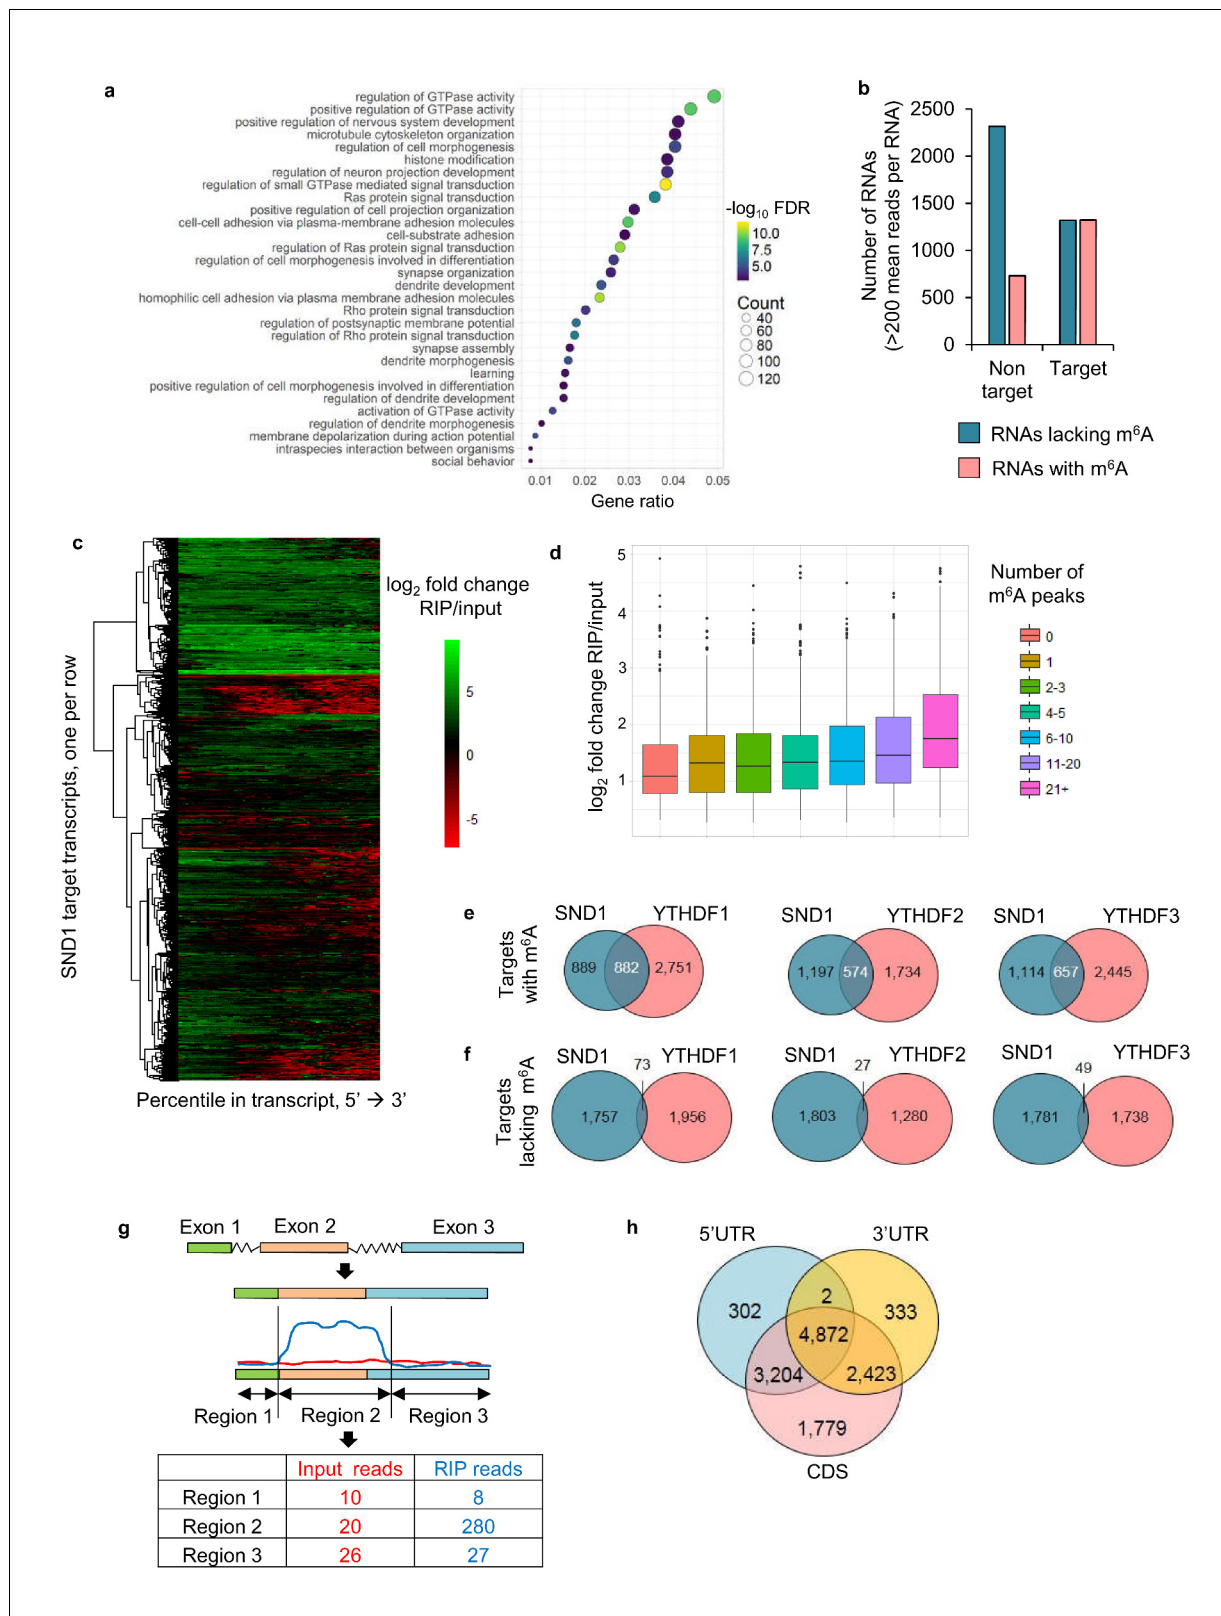 a
regulation of GTPase activity
positive regulation of GTPase activity
positive regulation of nervous system development
microtubule cytoskeleton organization
regulation of cell morphogenesis
histone modification
regulation of neuron projection development
regulation of small GTPase mediated signal transduction
Ras protein signal transduction
positive regulation of cell projection organization
cell-cell adhesion via plasma-membrane adhesion molecules
cell-substrate adhesion
regulation of Ras protein signal transduction
regulation of cell morphogenesis involved in differentiation
synapse organization
dendrite development
homophilic cell adhesion via plasma membrane adhesion molecules
Rho protein signal transduction
regulation of postsynaptic membrane potential
regulation of Rho protein signal transduction
synapse assembly
dendrite morphogenesis
learning
positive regulation of cell morphogenesis involved in differentiation
regulation of dendrite development
activation of GTPase activity
regulation of dendrite morphogenesis
membrane depolarization during action potential
intraspecies interaction between organisms
social behavior
0.01 0.02 0.03 0.04 0.05
Gene ratio
-log10 FDR
10.0
7.5
5.0
Count
40
60
80
100
120
b
Number of RNAs
(>200 mean reads per RNA)
2500
2000
1500
1000
500
0
Non target
Target
RNAs lacking m⁶A
RNAs with m⁶A
c
SND1 target transcripts, one per row
Percentile in transcript, 5’ → 3’
log2 fold change
RIP/input
5
0
-5
d
log2 fold change RIP/input
5
4
3
2
1
Number of
m⁶A peaks
0
1
2-3
4-5
6-10
11-20
21+
e
Targets
with m⁶A
SND1 YTHDF1
889 882 2,751
SND1 YTHDF2
1,197 574 1,734
SND1 YTHDF3
1,114 657 2,445
f
Targets
lacking m⁶A
SND1 YTHDF1
73
1,757 1,956
SND1 YTHDF2
27
1,803 1,280
SND1 YTHDF3
49
1,781 1,738
g
Exon 1 Exon 2 Exon 3
Region 1 Region 2 Region 3
Input reads RIP reads
Region 1 10 8
Region 2 20 280
Region 3 26 27
h
5’UTR 3’UTR
2
302 333
4,872
3,204 2,423
1,779
CDS